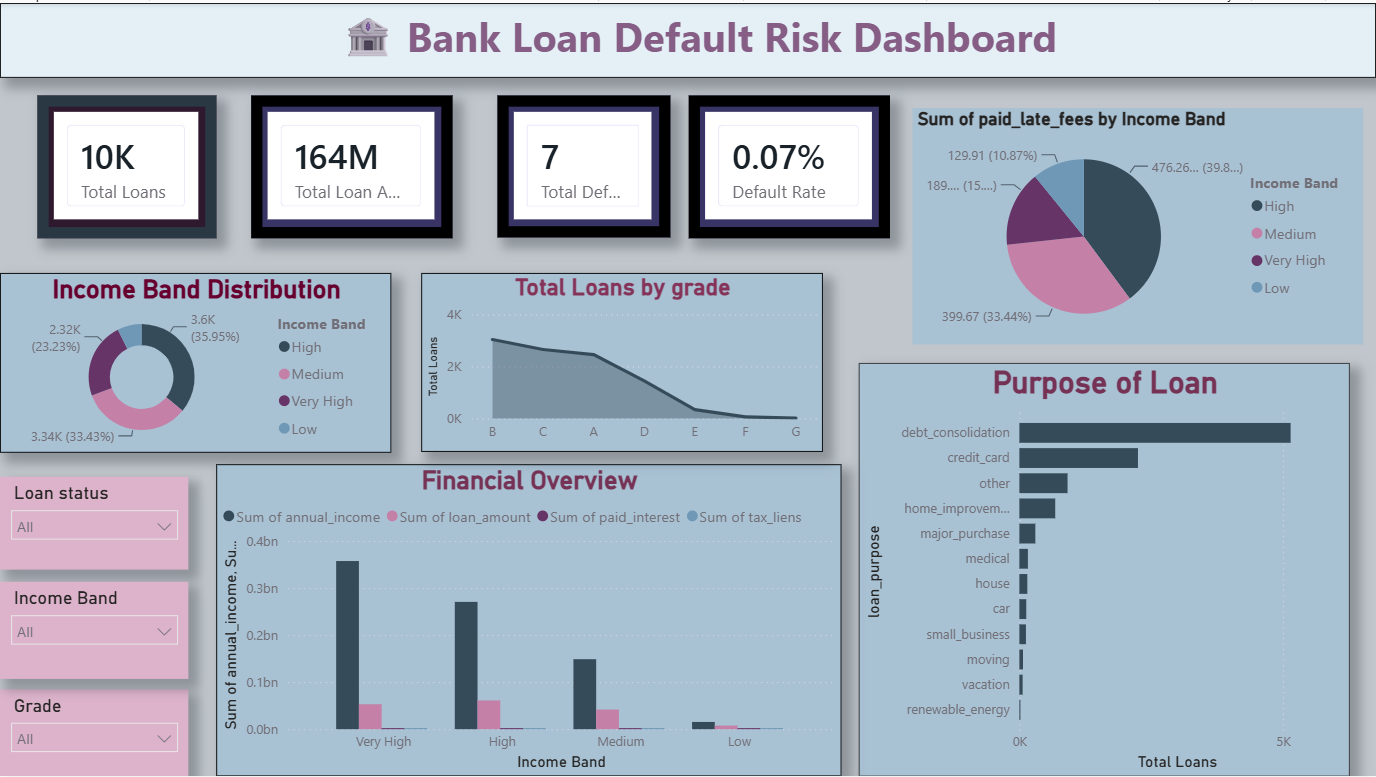 Bank Loan Default Risk Dashboard
10K
Total Loans
164M
Total Loan A...
7
Total Def...
0.07%
Default Rate
Sum of paid_late_fees by Income Band
129.91 (10.87%)
189.... (15....)
476.26... (39.8...)
399.67 (33.44%)
Income Band
High
Medium
Very High
Low
Income Band Distribution
2.32K
(23.23%)
3.6K
(35.95%)
3.34K (33.43%)
Income Band
High
Medium
Very High
Low
Total Loans by grade
Total Loans
4K
2K
0K
B C A D E F G
Purpose of Loan
loan_purpose
debt_consolidation
credit_card
other
home_improvem...
major_purchase
medical
house
car
small_business
moving
vacation
renewable_energy
0K 5K
Total Loans
Loan status
All
Income Band
All
Grade
All
Financial Overview
Sum of annual_income Sum of loan_amount Sum of paid_interest Sum of tax_liens
Sum of annual_income, Su...
0.4bn
0.3bn
0.2bn
0.1bn
0.0bn
Very High High Medium Low
Income Band